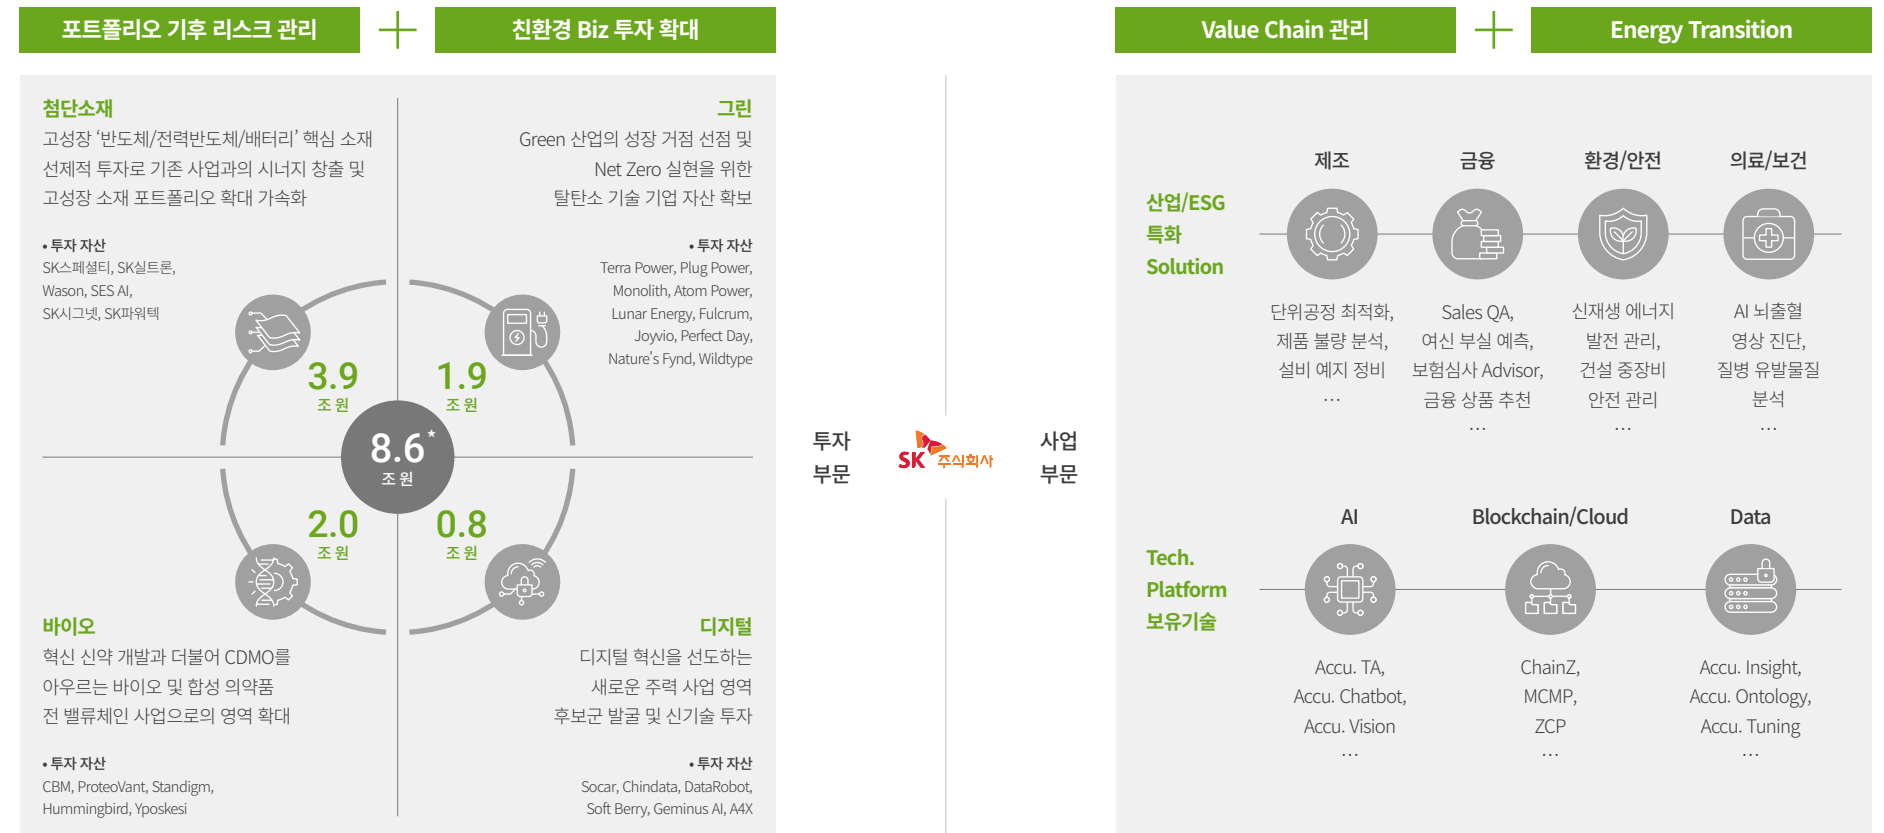 포트폴리오 기후 리스크 관리
친환경 Biz 투자 확대
첨단소재
고성장 ‘반도체/전력반도체/배터리’ 핵심 소재
선제적 투자로 기존 사업과의 시너지 창출 및
고성장 소재 포트폴리오 확대 가속화
• 투자 자산
SK스페셜티, SK실트론,
Wason, SES AI,
SK시그넷, SK파워텍
그린
Green 산업의 성장 거점 선점 및
Net Zero 실현을 위한
탈탄소 기술 기업 자산 확보
• 투자 자산
Terra Power, Plug Power,
Monolith, Atom Power,
Lunar Energy, Fulcrum,
Joyvio, Perfect Day,
Nature's Fynd, Wildtype
3.9
조 원
1.9
조 원
8.6*
조 원
2.0
조 원
0.8
조 원
바이오
혁신 신약 개발과 더불어 CDMO를
아우르는 바이오 및 합성 의약품
전 밸류체인 사업으로의 영역 확대
• 투자 자산
CBM, ProteoVant, Standigm,
Hummingbird, Yposkesi
디지털
디지털 혁신을 선도하는
새로운 주력 사업 영역
후보군 발굴 및 신기술 투자
• 투자 자산
Socar, Chindata, DataRobot,
Soft Berry, Geminus AI, A4X
투자
부문
SK 주식회사
사업
부문
Value Chain 관리
Energy Transition
산업/ESG
특화
Solution
제조
단위공정 최적화,
제품 불량 분석,
설비 예지 정비
…
금융
Sales QA,
여신 부실 예측,
보험심사 Advisor,
금융 상품 추천
…
환경/안전
신재생 에너지
발전 관리,
건설 중장비
안전 관리
…
의료/보건
AI 뇌출혈
영상 진단,
질병 유발물질
분석
…
Tech.
Platform
보유기술
AI
Accu. TA,
Accu. Chatbot,
Accu. Vision
…
Blockchain/Cloud
ChainZ,
MCMP,
ZCP
…
Data
Accu. Insight,
Accu. Ontology,
Accu. Tuning
…